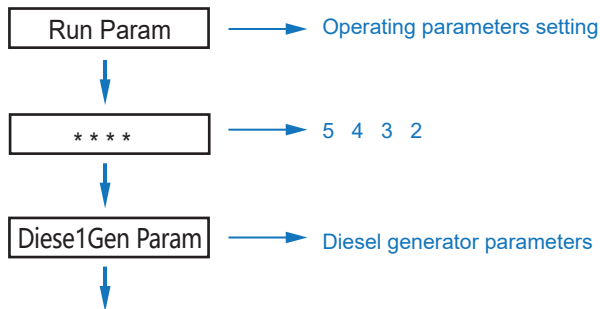 Run Param Operating parameters setting
* * * * 5 4 3 2
Diese1Gen Param Diesel generator parameters